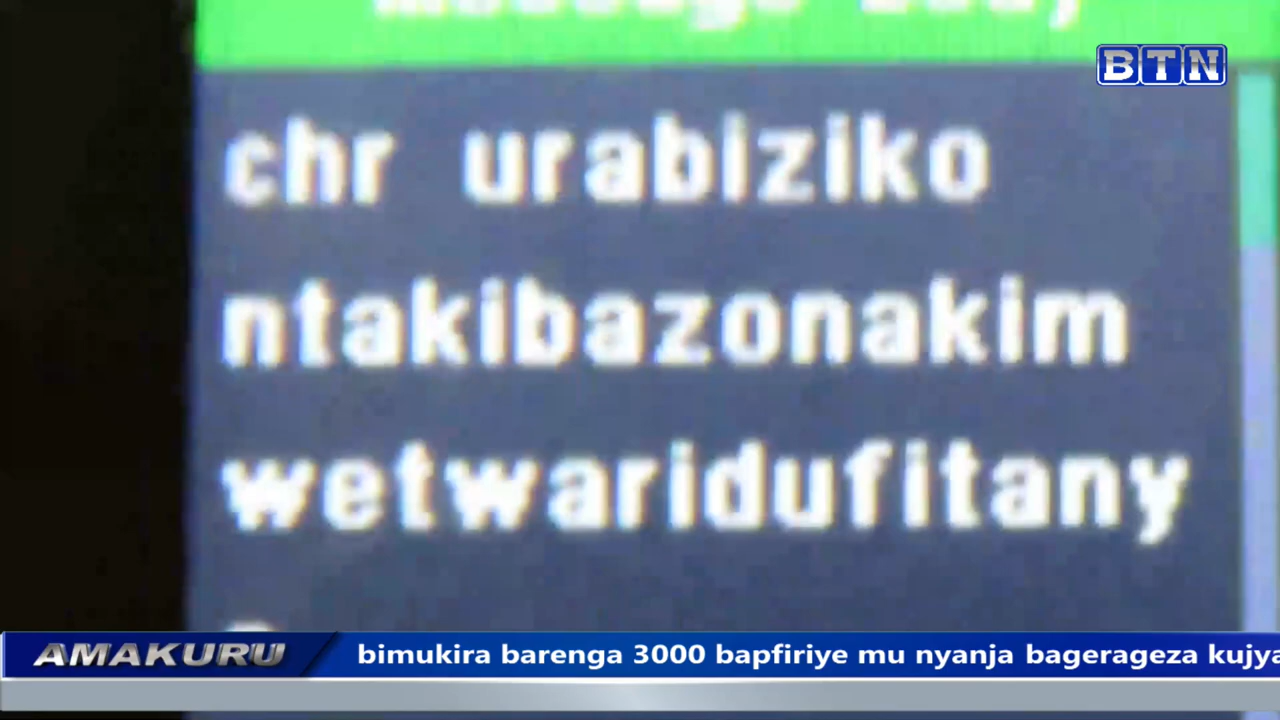 BTN
chr urabiziko
ntakibazonakim
wetwaridufitany
AMAKURU
bimukira barenga 3000 bapfiriye mu nyanja bagerageza kujya